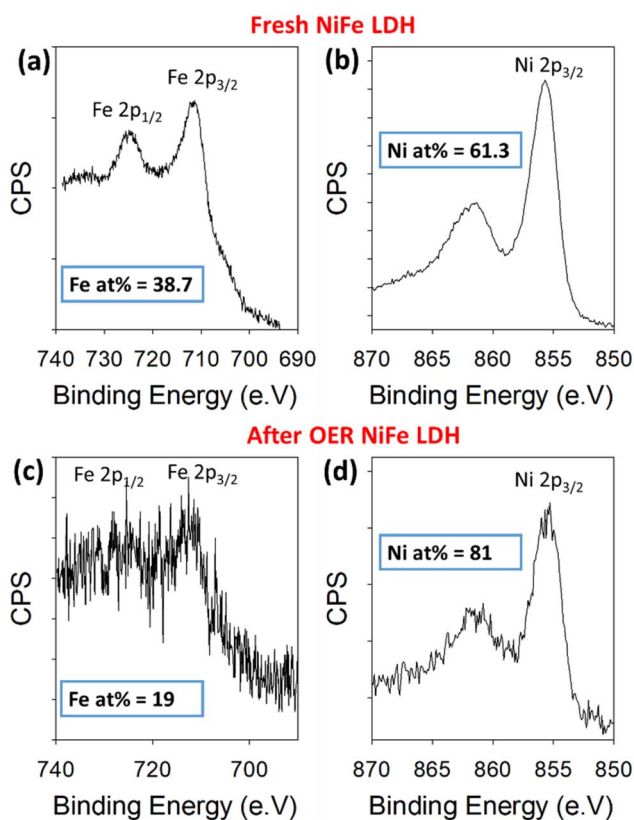 Fresh NiFe LDH
(a)
Fe 2p1/2
Fe 2p3/2
Fe at% = 38.7
CPS
740 730 720 710 700 690
Binding Energy (e.V)
(b)
Ni 2p3/2
Ni at% = 61.3
CPS
870 865 860 855 850
Binding Energy (e.V)
After OER NiFe LDH
(c)
Fe 2p1/2
Fe 2p3/2
Fe at% = 19
CPS
740 720 700
Binding Energy (e.V)
(d)
Ni 2p3/2
Ni at% = 81
CPS
870 865 860 855 850
Binding Energy (e.V)